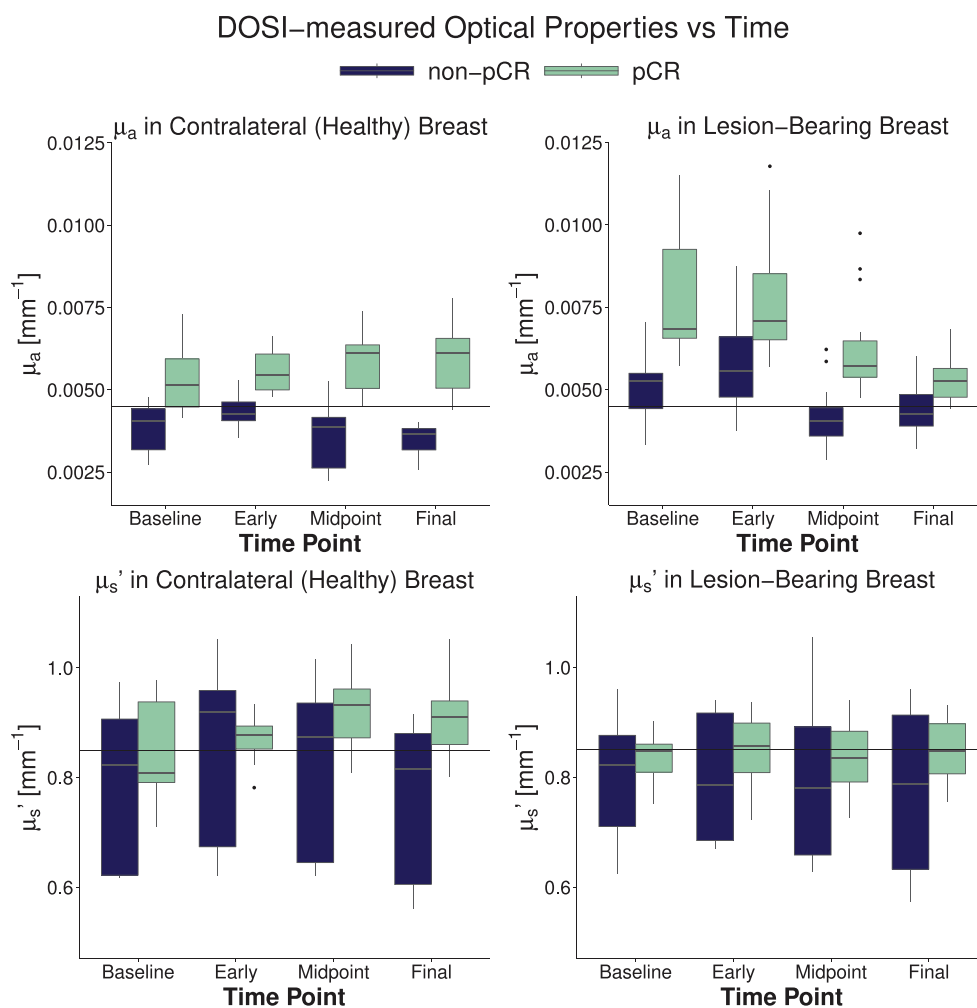 DOSI−measured Optical Properties vs Time
non−pCR pCR
μa in Contralateral (Healthy) Breast
μa [mm−1]
0.0125
0.0100
0.0075
0.0050
0.0025
Baseline Early Midpoint Final
Time Point
μa in Lesion−Bearing Breast
μa [mm−1]
0.0125
0.0100
0.0075
0.0050
0.0025
Baseline Early Midpoint Final
Time Point
μs' in Contralateral (Healthy) Breast
μs' [mm−1]
1.0
0.8
0.6
Baseline Early Midpoint Final
Time Point
μs' in Lesion−Bearing Breast
μs' [mm−1]
1.0
0.8
0.6
Baseline Early Midpoint Final
Time Point